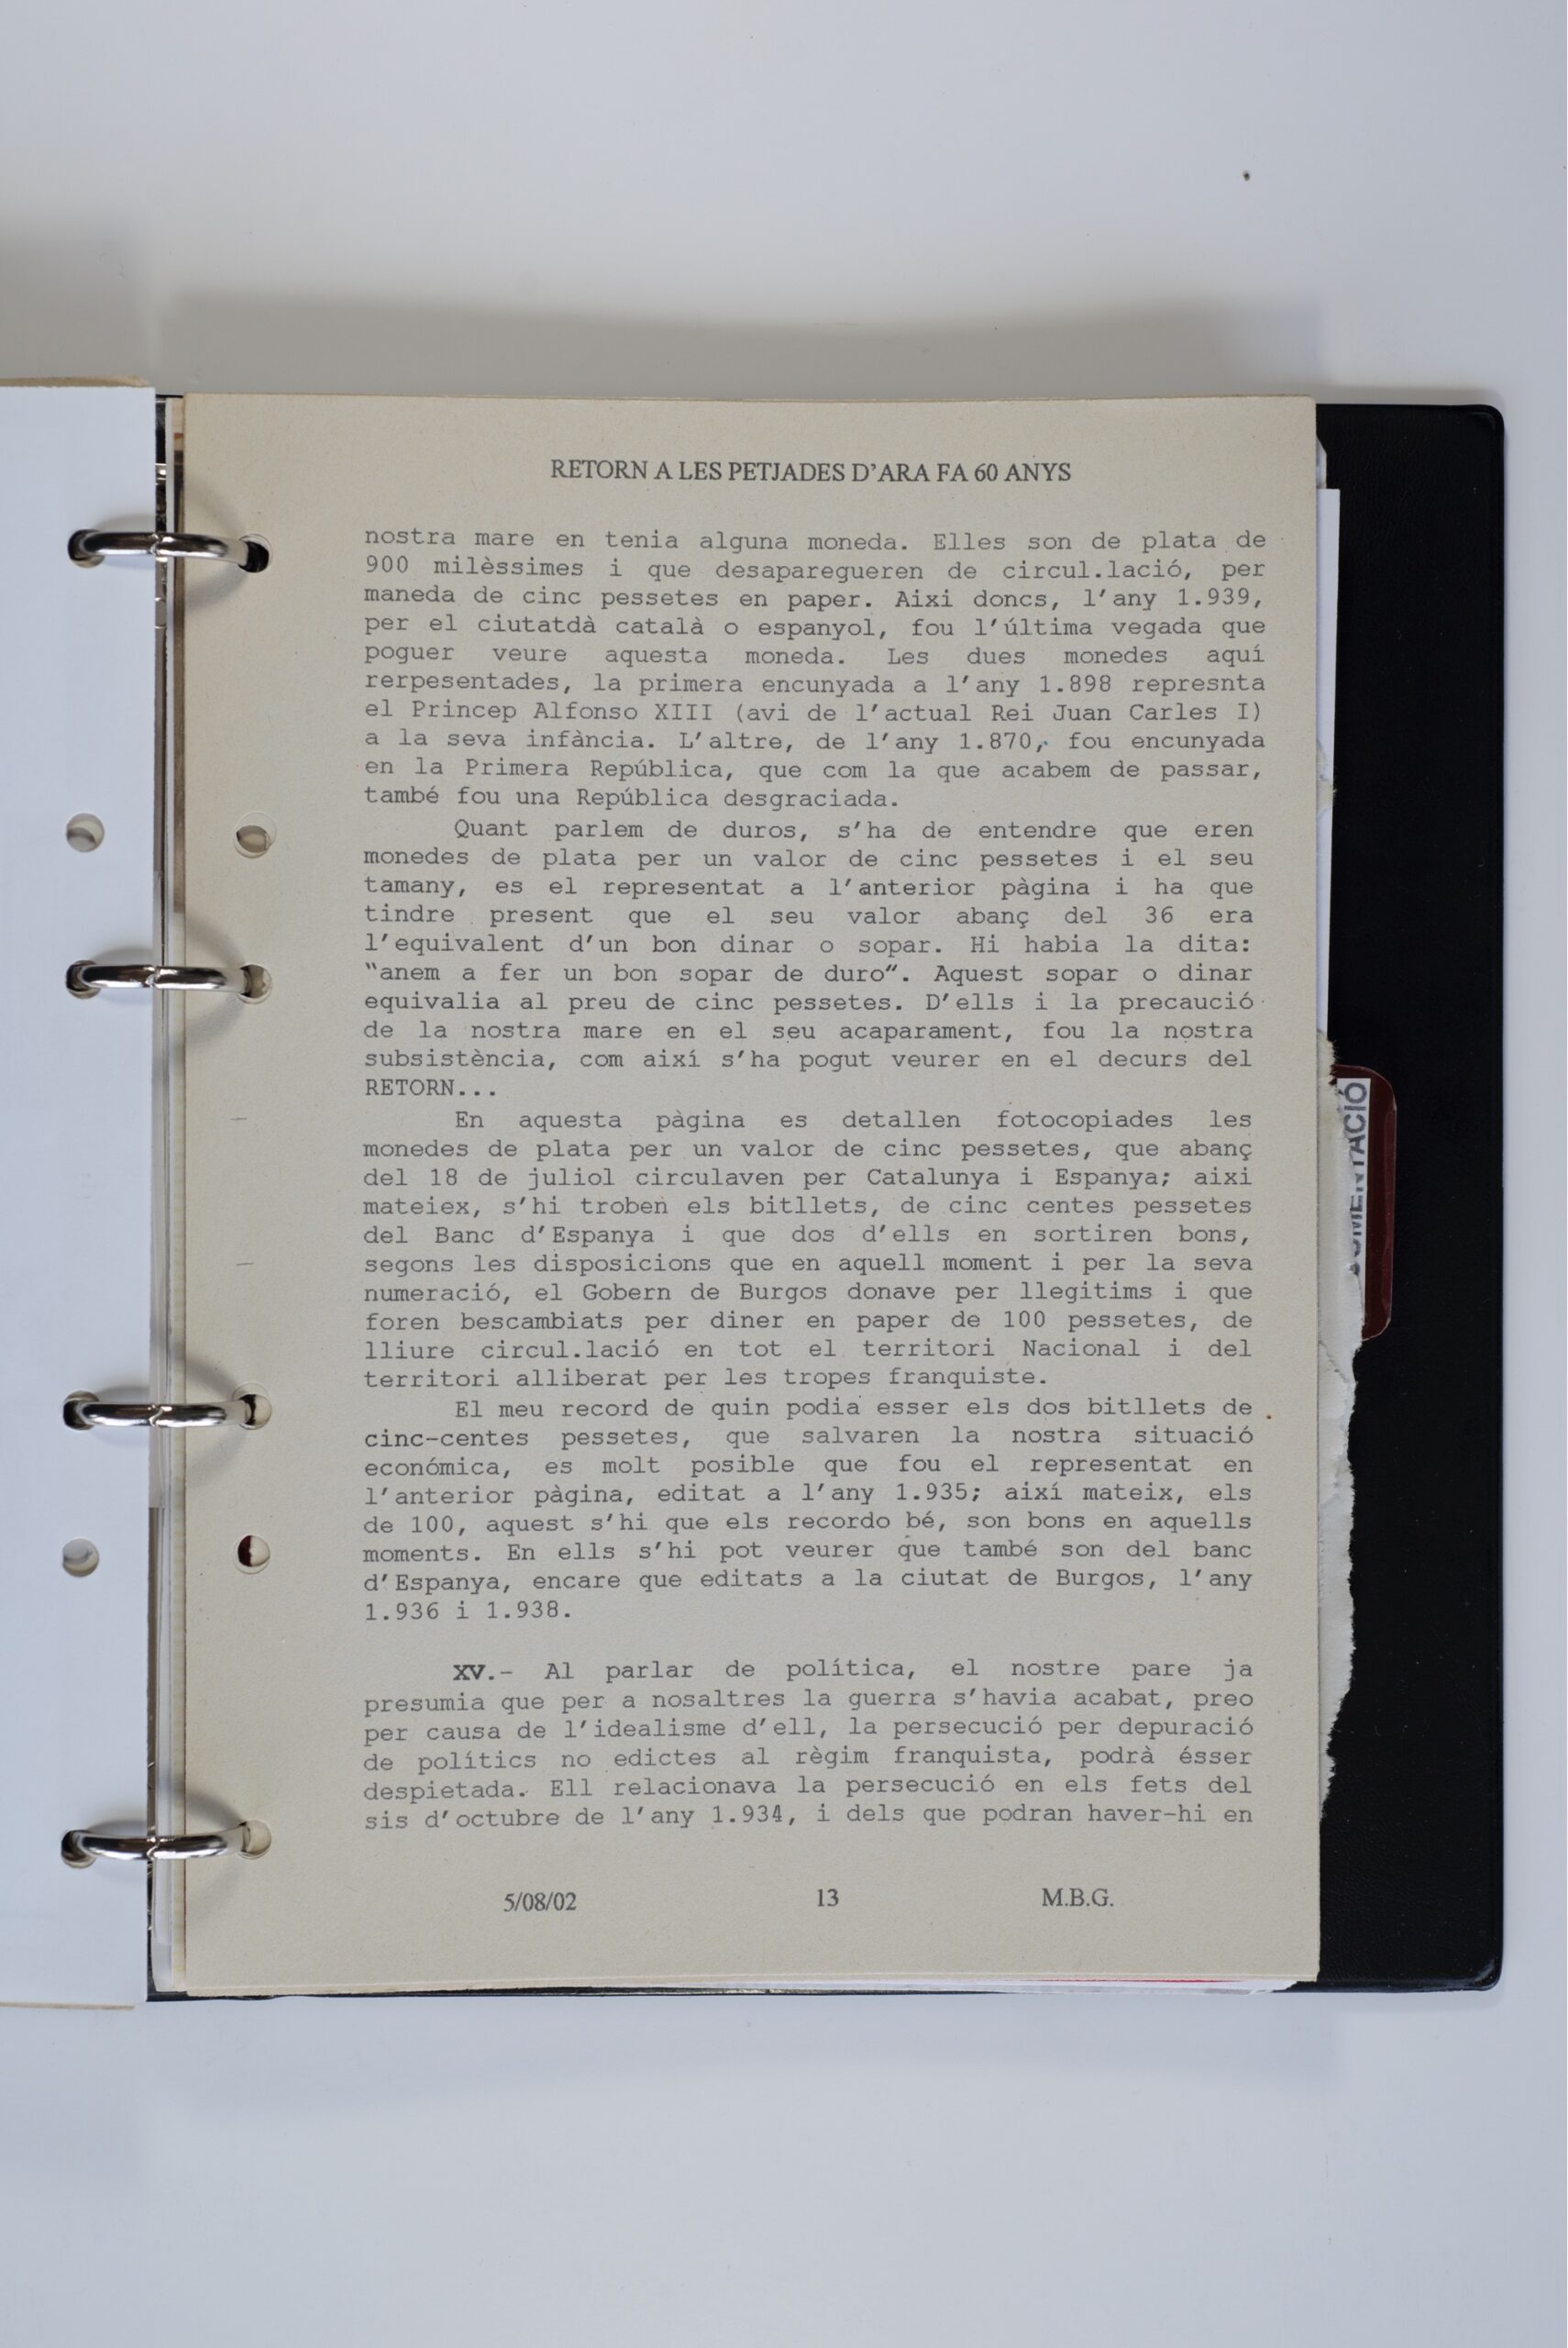 RETORN A LES PETJADES D'ARA FA 60 ANYS
nostra mare en tenia alguna moneda. Elles son de plata de
900 milèssimes i que desaparegueren de circul.lació, per
maneda de cinc pessetes en paper. Aixi doncs, l'any 1.939,
per el ciutatdà català o espanyol, fou l'última vegada que
poguer veure aquesta moneda. Les dues monedes aquí
rerpesentades, la primera encunyada a l'any 1.898 represnta
el Princep Alfonso XIII (avi de l'actual Rei Juan Carles I)
a la seva infància. L'altre, de l'any 1.870, fou encunyada
en la Primera República, que com la que acabem de passar,
també fou una República desgraciada.
Quant parlem de duros, s'ha de entendre que eren
monedes de plata per un valor de cinc pessetes i el seu
tamany, es el representat a l'anterior pàgina i ha que
tindre present que el seu valor abanç del 36 era
l'equivalent d'un bon dinar o sopar. Hi habia la dita:
"anem a fer un bon sopar de duro". Aquest sopar o dinar
equivalia al preu de cinc pessetes. D'ells i la precaució
de la nostra mare en el seu acaparament, fou la nostra
subsistència, com així s'ha pogut veurer en el decurs del
RETORN...
En aquesta pàgina es detallen fotocopiades les
monedes de plata per un valor de cinc pessetes, que abanç
del 18 de juliol circulaven per Catalunya i Espanya; aixi
mateiex, s'hi troben els bitllets, de cinc centes pessetes
del Banc d'Espanya i que dos d'ells en sortiren bons,
segons les disposicions que en aquell moment i per la seva
numeració, el Gobern de Burgos donave per llegitims i que
foren bescambiats per diner en paper de 100 pessetes, de
lliure circul.lació en tot el territori Nacional i del
territori alliberat per les tropes franquiste.
El meu record de quin podia esser els dos bitllets de
cinc-centes pessetes, que salvaren la nostra situació
económica, es molt posible que fou el representat en
l'anterior pàgina, editat a l'any 1.935; així mateix, els
de 100, aquest s'hi que els recordo bé, son bons en aquells
moments. En ells s'hi pot veurer que també son del banc
d'Espanya, encare que editats a la ciutat de Burgos, l'any
1.936 i 1.938.
XV.- Al parlar de política, el nostre pare ja
presumia que per a nosaltres la guerra s'havia acabat, preo
per causa de l'idealisme d'ell, la persecució per depuració
de polítics no edictes al règim franquista, podrà ésser
despietada. Ell relacionava la persecució en els fets del
sis d'octubre de l'any 1.934, i dels que podran haver-hi en
5/08/02 13 M.B.G.